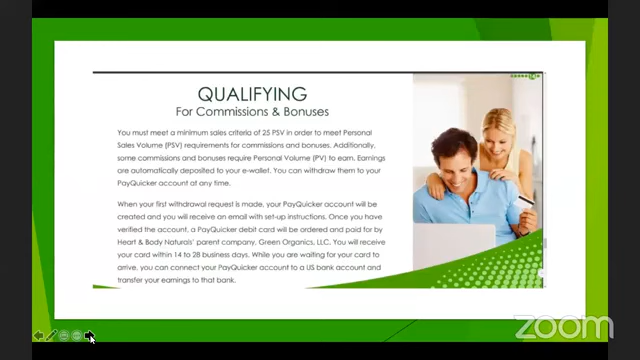 QUALIFYING
For Commissions & Bonuses
You must meet a minimum sales criteria of 25 PSV in order to meet Personal
Sales Volume (PSV) requirements for commissions and bonuses. Additionally,
some commissions and bonuses require Personal Volume (PV) to earn. Earnings
are automatically deposited to your e-wallet. You can withdraw them to your
PayQuicker account at any time.
When your first withdrawal request is made, your PayQuicker account will be
created and you will receive an email with set-up instructions. Once you have
verified the account, a PayQuicker debit card will be ordered and paid for by
Heart & Body Naturals' parent company, Green Organics, LLC. You will receive
your card within 14 to 28 business days. While you are waiting for your card to
arrive, you can connect your PayQuicker account to a US bank account and
transfer your earnings to that bank.
zoom